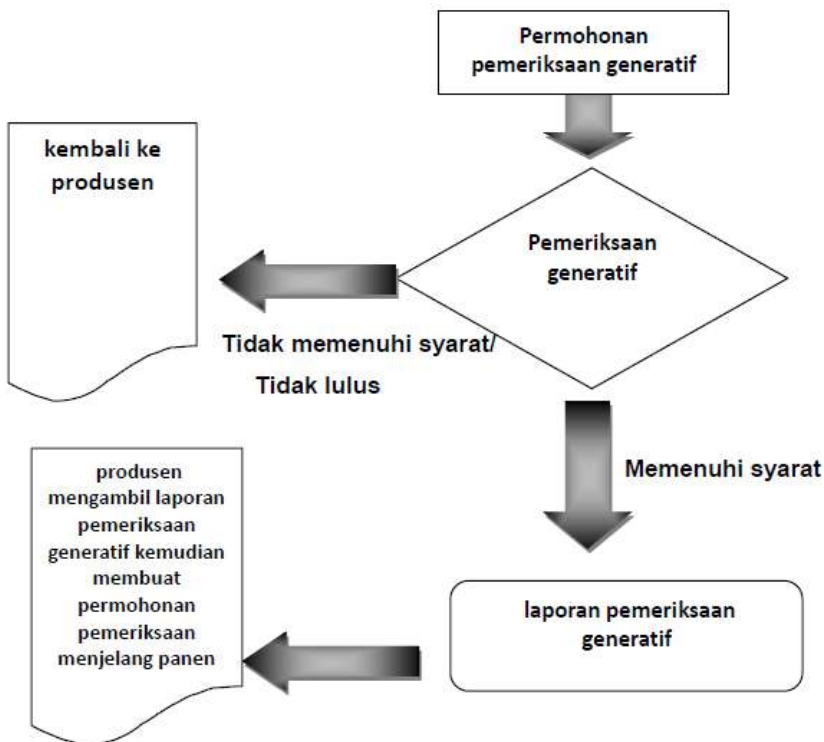 Permohonan
pemeriksaan generatif
kembali ke
produsen
Pemeriksaan
generatif
Tidak memenuhi syarat/
Tidak lulus
Memenuhi syarat
laporan pemeriksaan
generatif
produsen
mengambil laporan
pemeriksaan
generatif kemudian
membuat
permohonan
pemeriksaan
menjelang panen